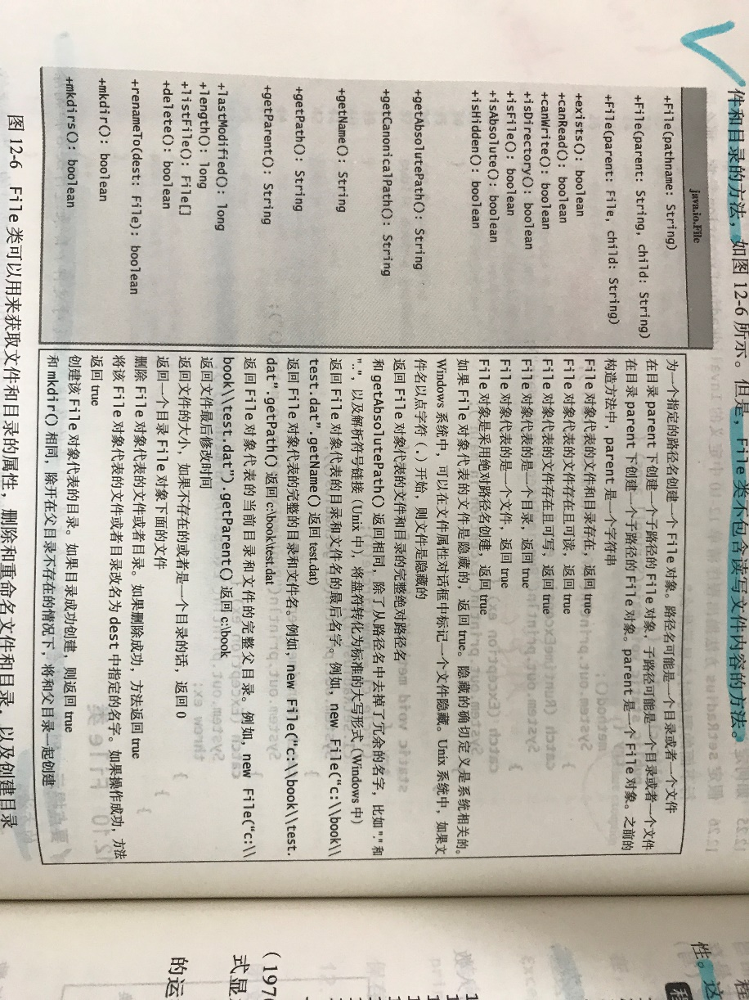 件和目录的方法，如图 12-6 所示。但是，File 类不包含读写文件内容的方法。
java.io.File
+File(pathname: String)
+File(parent: String, child: String)
+File(parent: File, child: String)
+exists(): boolean
+canRead(): boolean
+canWrite(): boolean
+isDirectory(): boolean
+isFile(): boolean
+isAbsolute(): boolean
+isHidden(): boolean
+getAbsolutePath(): String
+getCanonicalPath(): String
+getName(): String
+getPath(): String
+getParent(): String
+lastModified(): long
+length(): long
+listFile(): File[]
+delete(): boolean
+renameTo(dest: File): boolean
+mkdir(): boolean
+mkdirs(): boolean
为一个指定的路径名创建一个 File 对象。路径名可能是一个目录或者一个文件
在目录 parent 下创建一个子路径的 File 对象，子路径可能是一个目录或者一个文件
在目录 parent 下创建一个子路径的 File 对象。parent 是一个 File 对象。之前的
构造方法中，parent 是一个字符串
File 对象代表的文件和目录存在，返回 true
File 对象代表的文件存在且可读，返回 true
File 对象代表的文件存在且可写，返回 true
File 对象代表的是一个目录，返回 true
File 对象代表的是一个文件，返回 true
File 对象是采用绝对路径名创建，返回 true
如果 File 对象代表的文件是隐藏的，返回 true。隐藏的确切定义是系统相关的。
Windows 系统中，可以在文件属性对话框中标记一个文件隐藏。Unix 系统中，如果文
件名以点字符（.）开始，则文件是隐藏的
返回 File 对象代表的文件和目录的完整绝对路径名
和 getAbsolutePath() 返回相同，除了从路径名中去掉了冗余的名字，比如"."和
".."，以及解析符号链接（Unix 中），将盘符转化为标准的大写形式（Windows 中）
返回 File 对象代表的目录和文件名的最后名字。例如，new File("c:\\book\\
test.dat".getName() 返回 test.dat)
返回 File 对象代表的完整的目录和文件名。例如，new File("c:\\book\\test.
dat".getPath() 返回 c:\book\test.dat
返回 File 对象代表的当前目录和文件的完整父目录。例如，new File("c:\\
book\\test.dat").getParent() 返回 c:\book
返回文件最后修改时间
返回文件的大小，如果不存在的或者是一个目录的话，返回 0
返回一个目录 File 对象下面的文件
删除 File 对象代表的文件或者目录。如果删除成功，方法返回 true
将该 File 对象代表的文件或者目录改名为 dest 中指定的名字。如果操作成功，方法
返回 true
创建该 File 对象代表的目录。如果目录成功创建，则返回 true
和 mkdir() 相同，除开在父目录不存在的情况下，将和父目录一起创建
图 12-6 File 类可以用来获取文件和目录的属性，删除和重命名文件和目录，以及创建目录
性。这
(1970
式显
的运